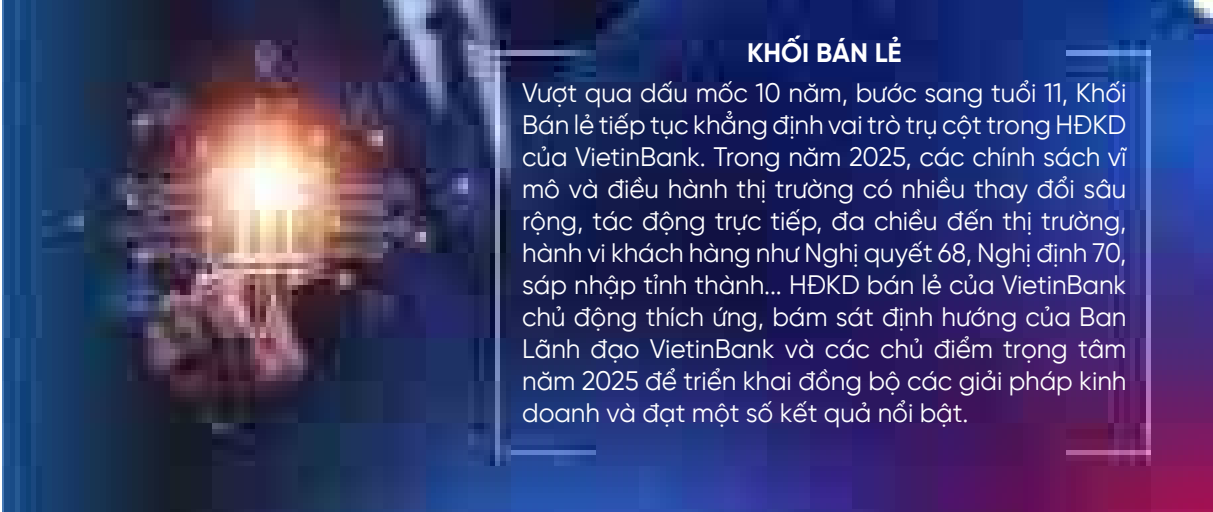 KHỐI BÁN LẺ
Vượt qua dấu mốc 10 năm, bước sang tuổi 11, Khối
Bán lẻ tiếp tục khẳng định vai trò trụ cột trong HĐKD
của VietinBank. Trong năm 2025, các chính sách vĩ
mô và điều hành thị trường có nhiều thay đổi sâu
rộng, tác động trực tiếp, đa chiều đến thị trường,
hành vi khách hàng như Nghị quyết 68, Nghị định 70,
sáp nhập tỉnh thành... HĐKD bán lẻ của VietinBank
chủ động thích ứng, bám sát định hướng của Ban
Lãnh đạo VietinBank và các chủ điểm trọng tâm
năm 2025 để triển khai đồng bộ các giải pháp kinh
doanh và đạt một số kết quả nổi bật.